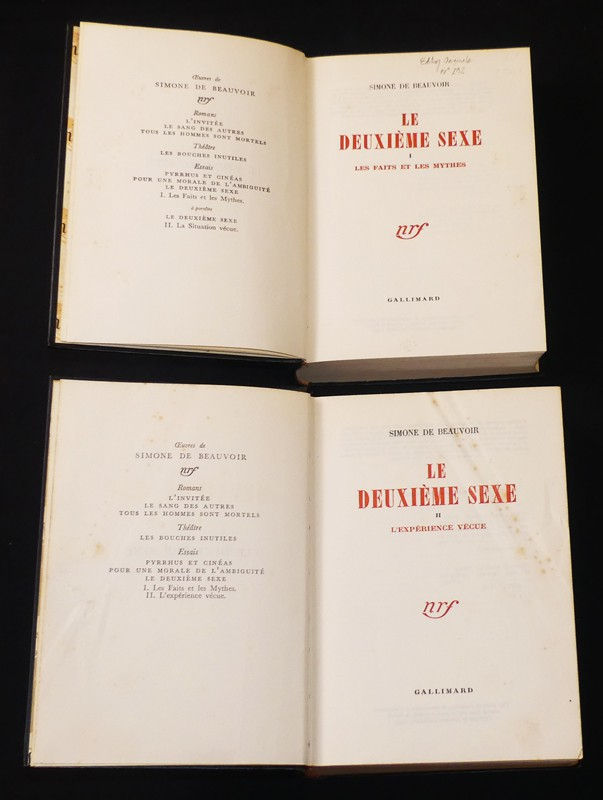 Œuvres de
SIMONE DE BEAUVOIR
nrf
Romans
L'INVITÉE
LE SANG DES AUTRES
TOUS LES HOMMES SONT MORTELS
Théâtre
LES BOUCHES INUTILES
Essais
PYRRHUS ET CINÉAS
POUR UNE MORALE DE L'AMBIGUITÉ
LE DEUXIÈME SEXE
I. Les Faits et les Mythes.
à paraître
LE DEUXIÈME SEXE
II. La Situation vécue.
SIMONE DE BEAUVOIR
LE
DEUXIÈME SEXE
I
LES FAITS ET LES MYTHES
nrf
GALLIMARD
Œuvres de
SIMONE DE BEAUVOIR
nrf
Romans
L'INVITÉE
LE SANG DES AUTRES
TOUS LES HOMMES SONT MORTELS
Théâtre
LES BOUCHES INUTILES
Essais
PYRRHUS ET CINÉAS
POUR UNE MORALE DE L'AMBIGUITÉ
LE DEUXIÈME SEXE
I. Les Faits et les Mythes.
II. L'expérience vécue.
SIMONE DE BEAUVOIR
LE
DEUXIÈME SEXE
II
L'EXPÉRIENCE VÉCUE
nrf
GALLIMARD